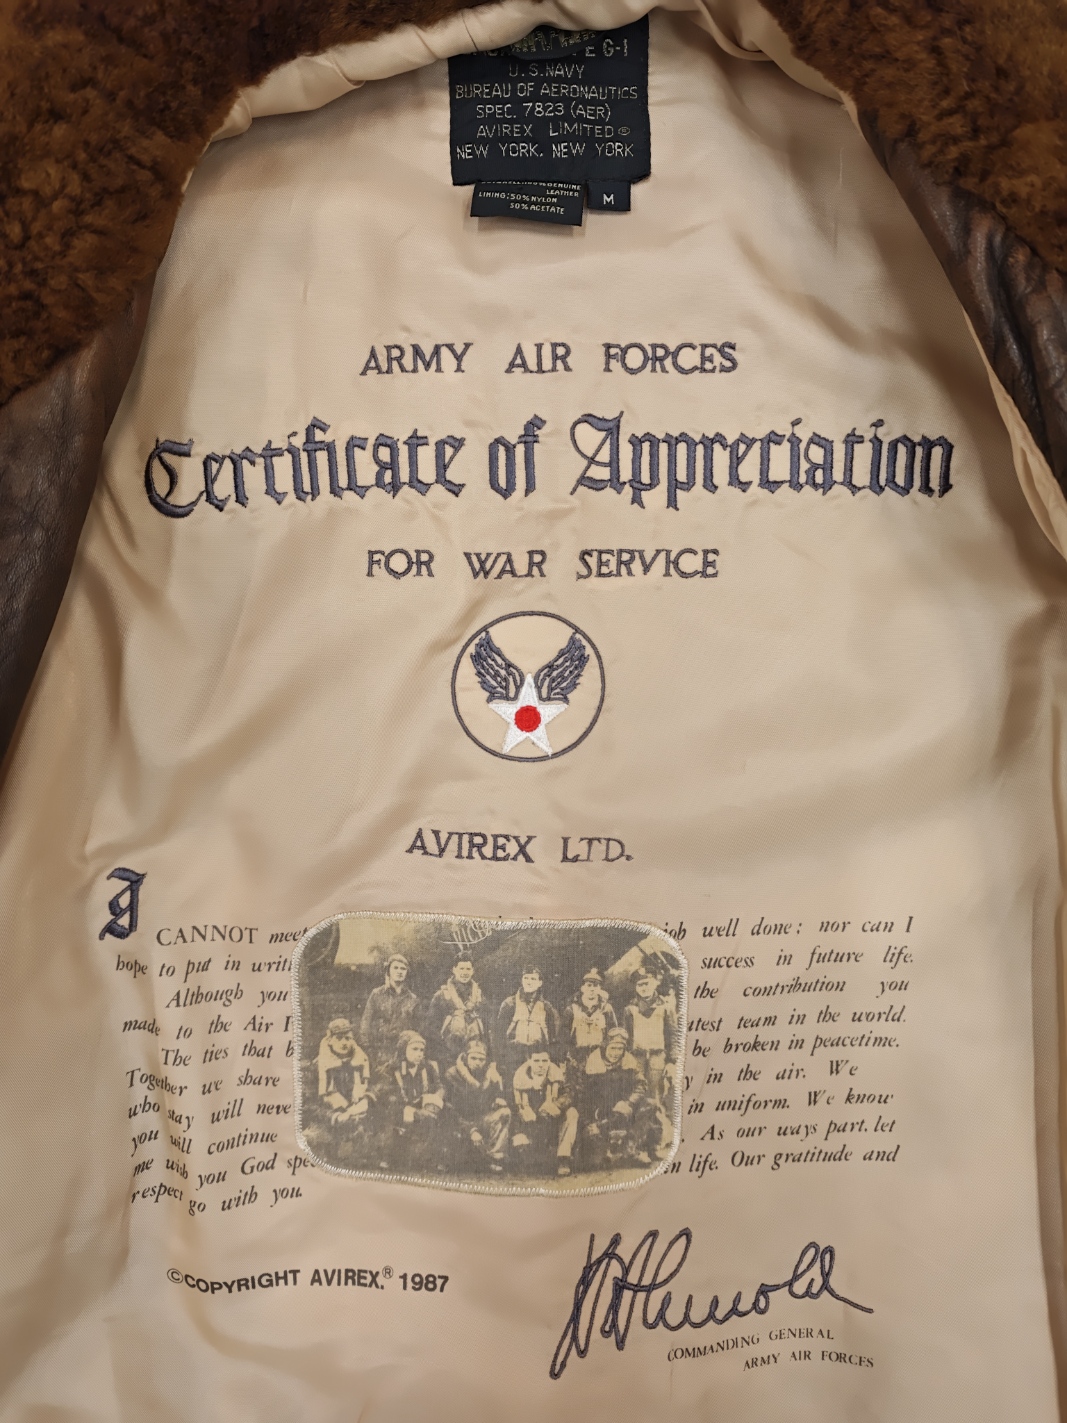 G-1
U.S.NAVY
BUREAU OF AERONAUTICS
SPEC. 7823 (AER)
AVIREX LIMITED®
NEW YORK, NEW YORK
GENUINE
LEATHER
LINING: 50% NYLON
50% ACETATE
M
ARMY AIR FORCES
Certificate of Appreciation
FOR WAR SERVICE
AVIREX LTD.
I CANNOT meet job well done: nor can I
hope to put in writi success in future life.
Although you the contribution you
made to the Air F atest team in the world.
The ties that b be broken in peacetime.
Together we share y in the air. We
who stay will neve in uniform. We know
you will continue . As our ways part, let
me wish you God spe in life. Our gratitude and
respect go with you.
©COPYRIGHT AVIREX.® 1987
HHArnold
COMMANDING GENERAL
ARMY AIR FORCES